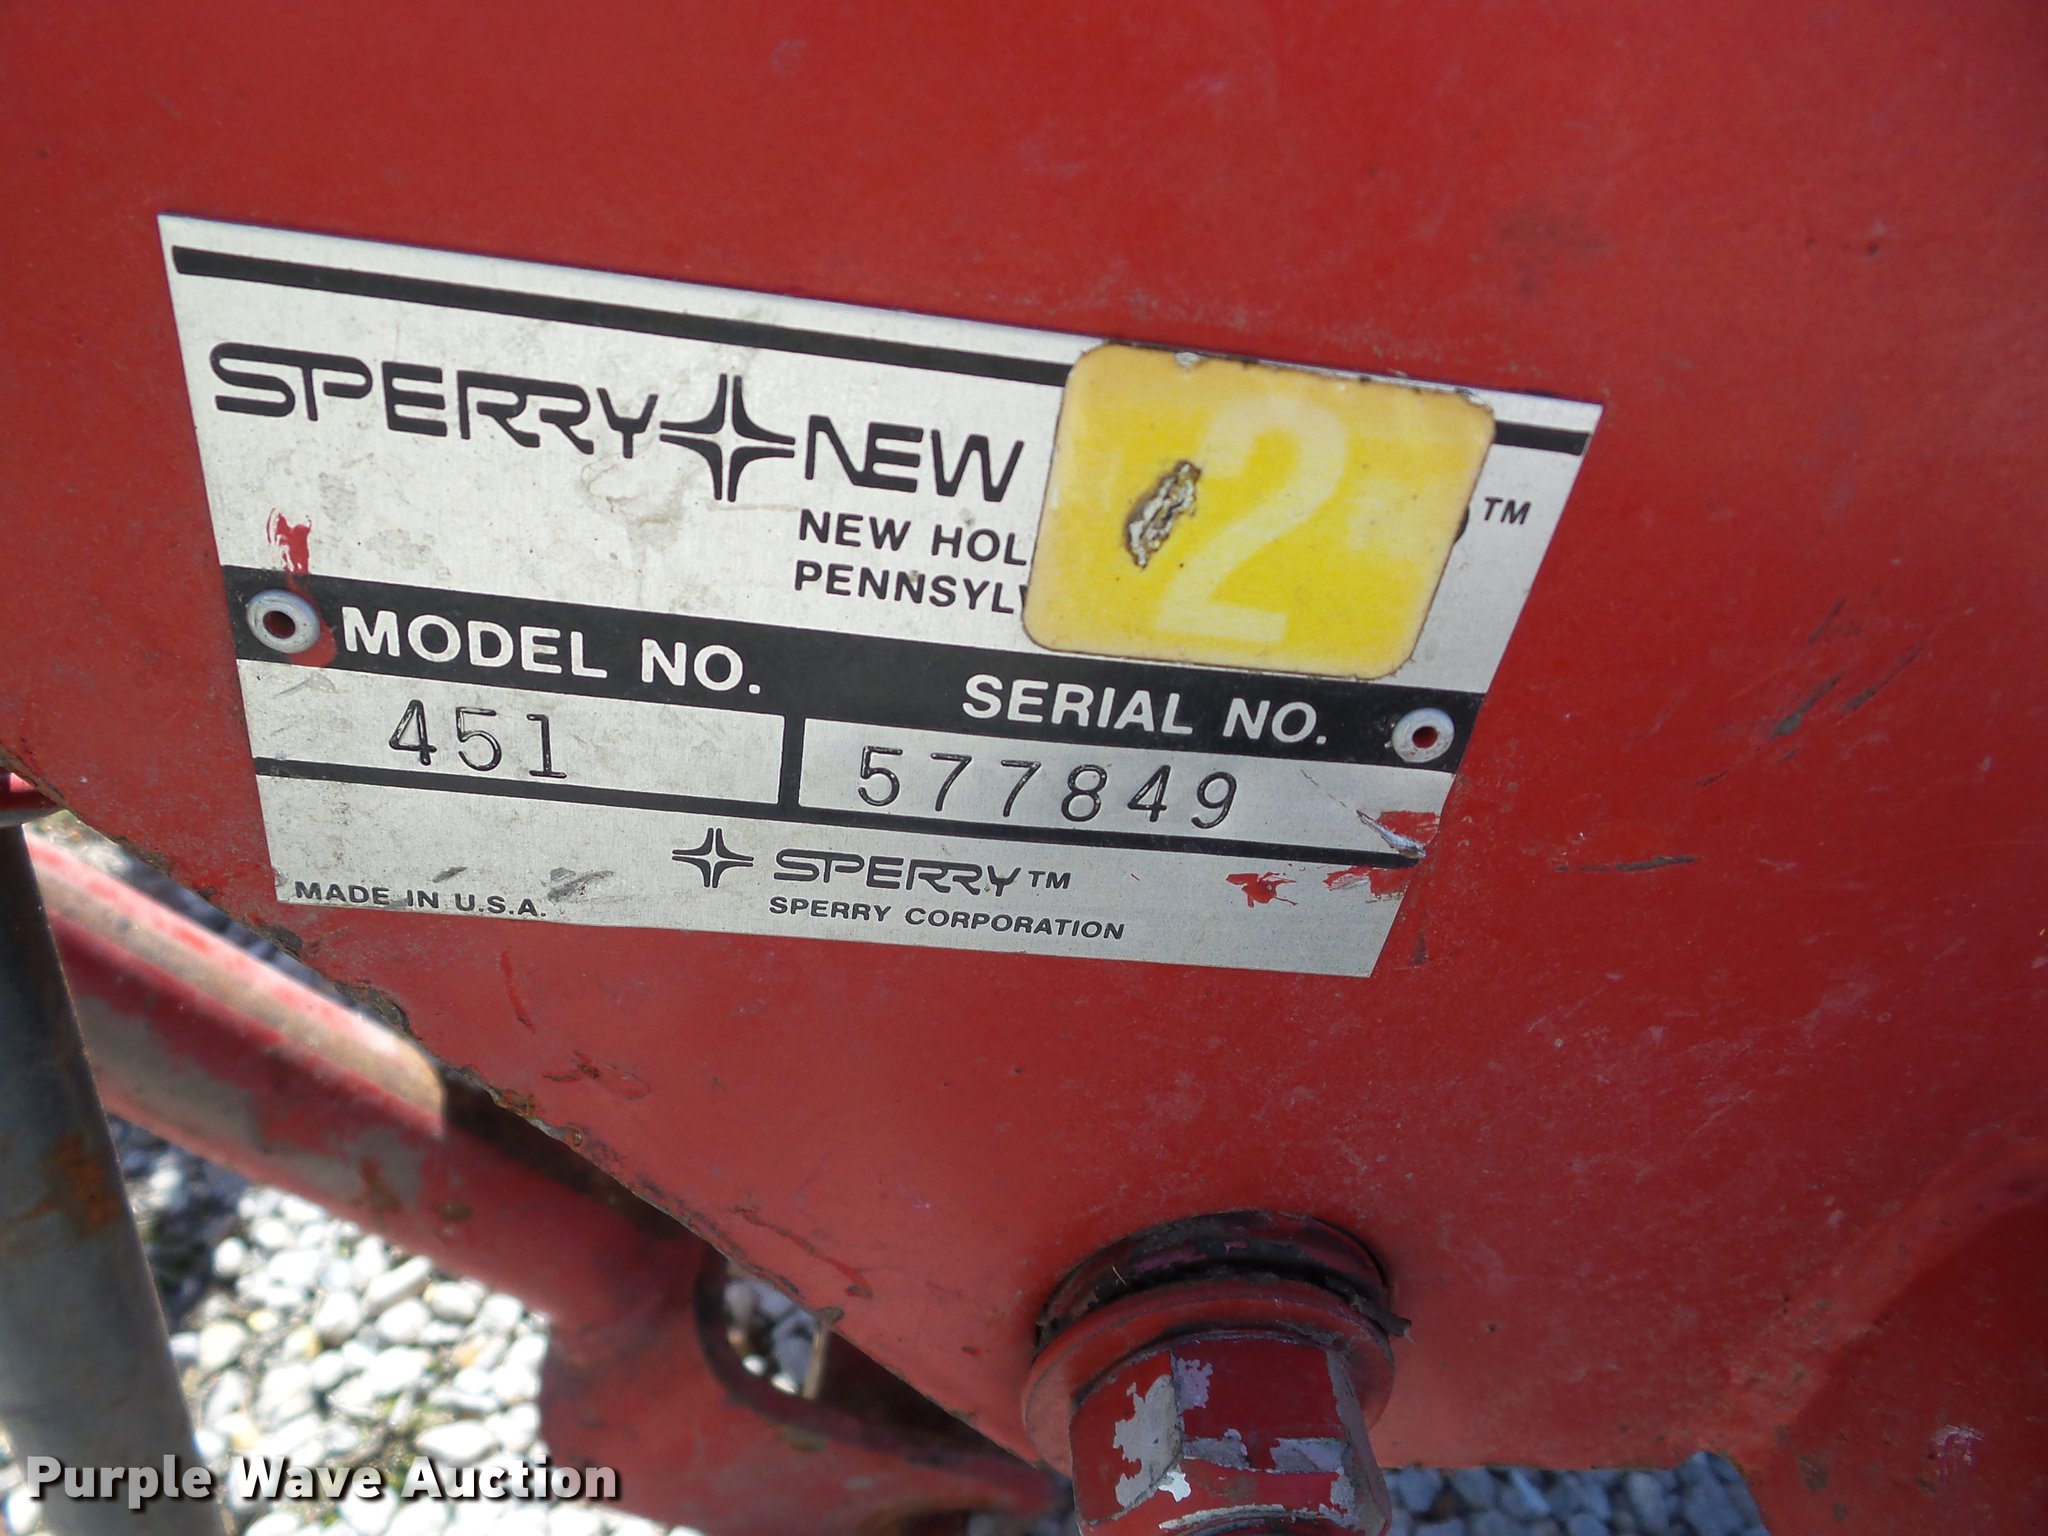 SPERRY NEW
2
TM
NEW HOL
PENNSYLV
MODEL NO.
SERIAL NO.
451
577849
SPERRY TM
MADE IN U.S.A.
SPERRY CORPORATION
Purple Wave Auction